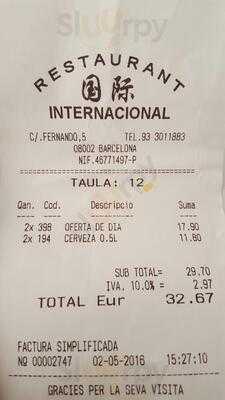 Sluurpy
RESTAURANT
国际
INTERNACIONAL
C/.FERNANDO,5 TEL.93 3011883
08002 BARCELONA
NIF.46771497-P
TAULA: 12
Qan. Cod. Descripcio Suma
2x 398 OFERTA DE DIA 17.90
2x 194 CERVEZA 0.5L 11.80
SUB TOTAL= 29.70
IVA. 10.0% = 2.97
TOTAL Eur 32.67
FACTURA SIMPLIFICADA
Nº 00002747 02-05-2016 15:27:10
GRACIES PER LA SEVA VISITA